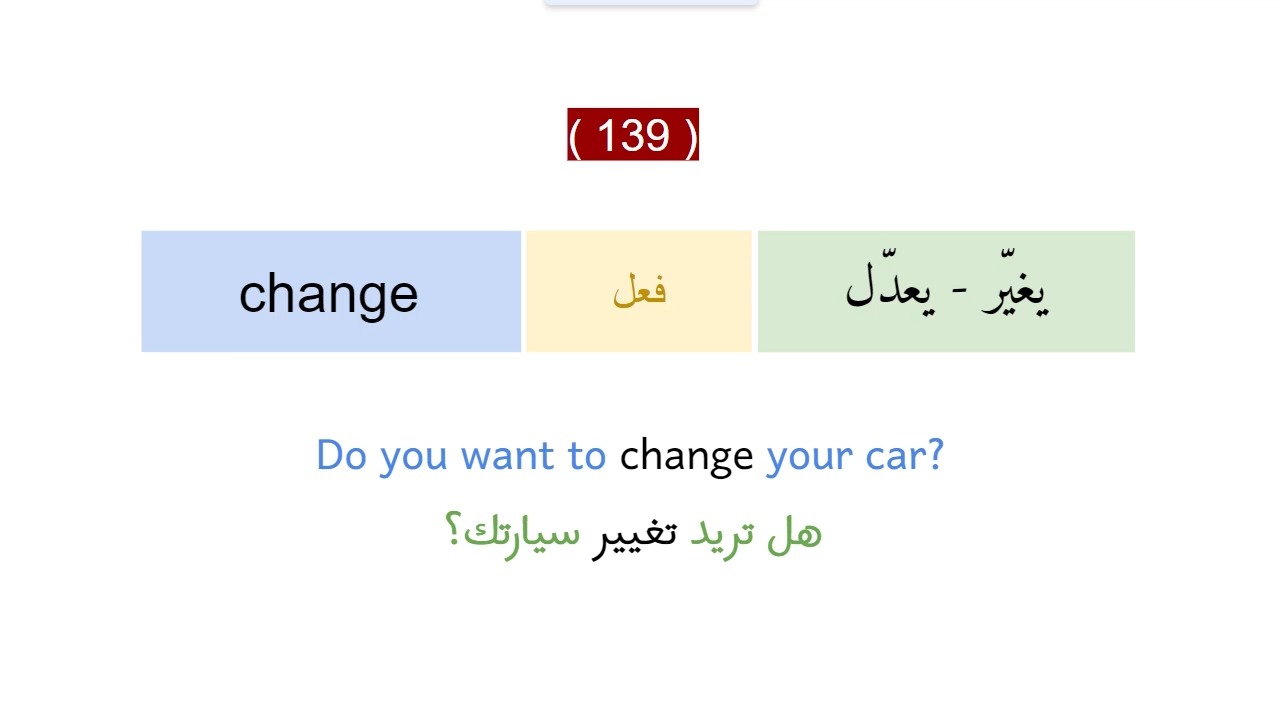 ( 139 )
change
فعل
يغيّر - يعدّل
Do you want to change your car?
هل تريد تغيير سيارتك؟